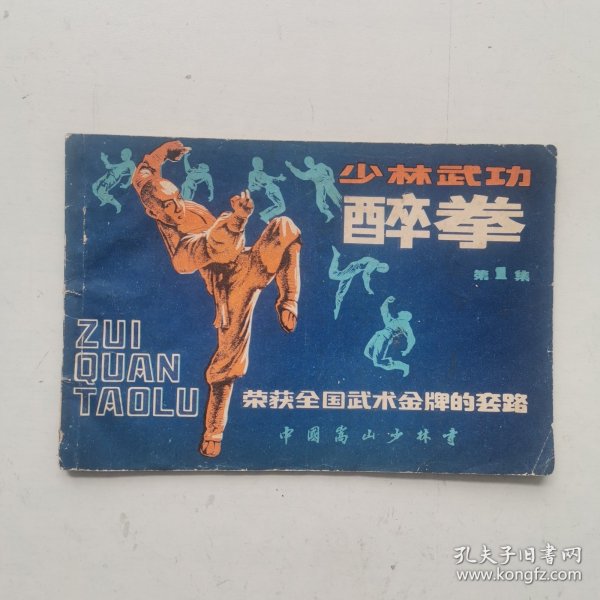 少林武功
醉拳
第1集
ZUI
QUAN
TAOLU
荣获全国武术金牌的套路
中国嵩山少林寺
孔夫子旧书网
www.kongfz.com